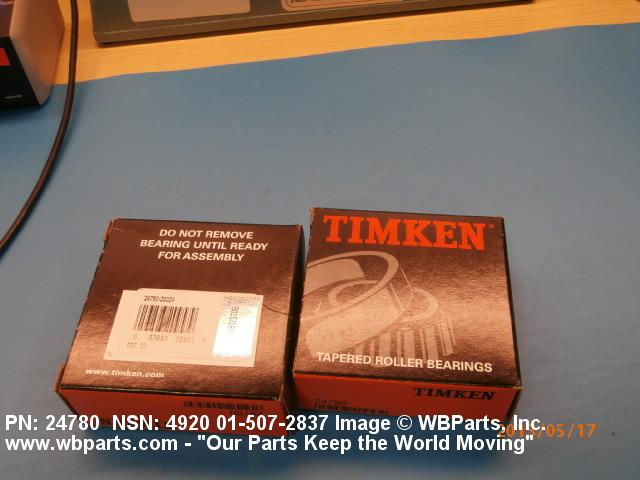 DO NOT REMOVE
BEARING UNTIL READY
FOR ASSEMBLY
24780-20024
www.timken.com
TIMKEN
TAPERED ROLLER BEARINGS
24780
TIMKEN
PN: 24780 NSN: 4920 01-507-2837 Image © WBParts, Inc.
www.wbparts.com - "Our Parts Keep the World Moving"
/05/17